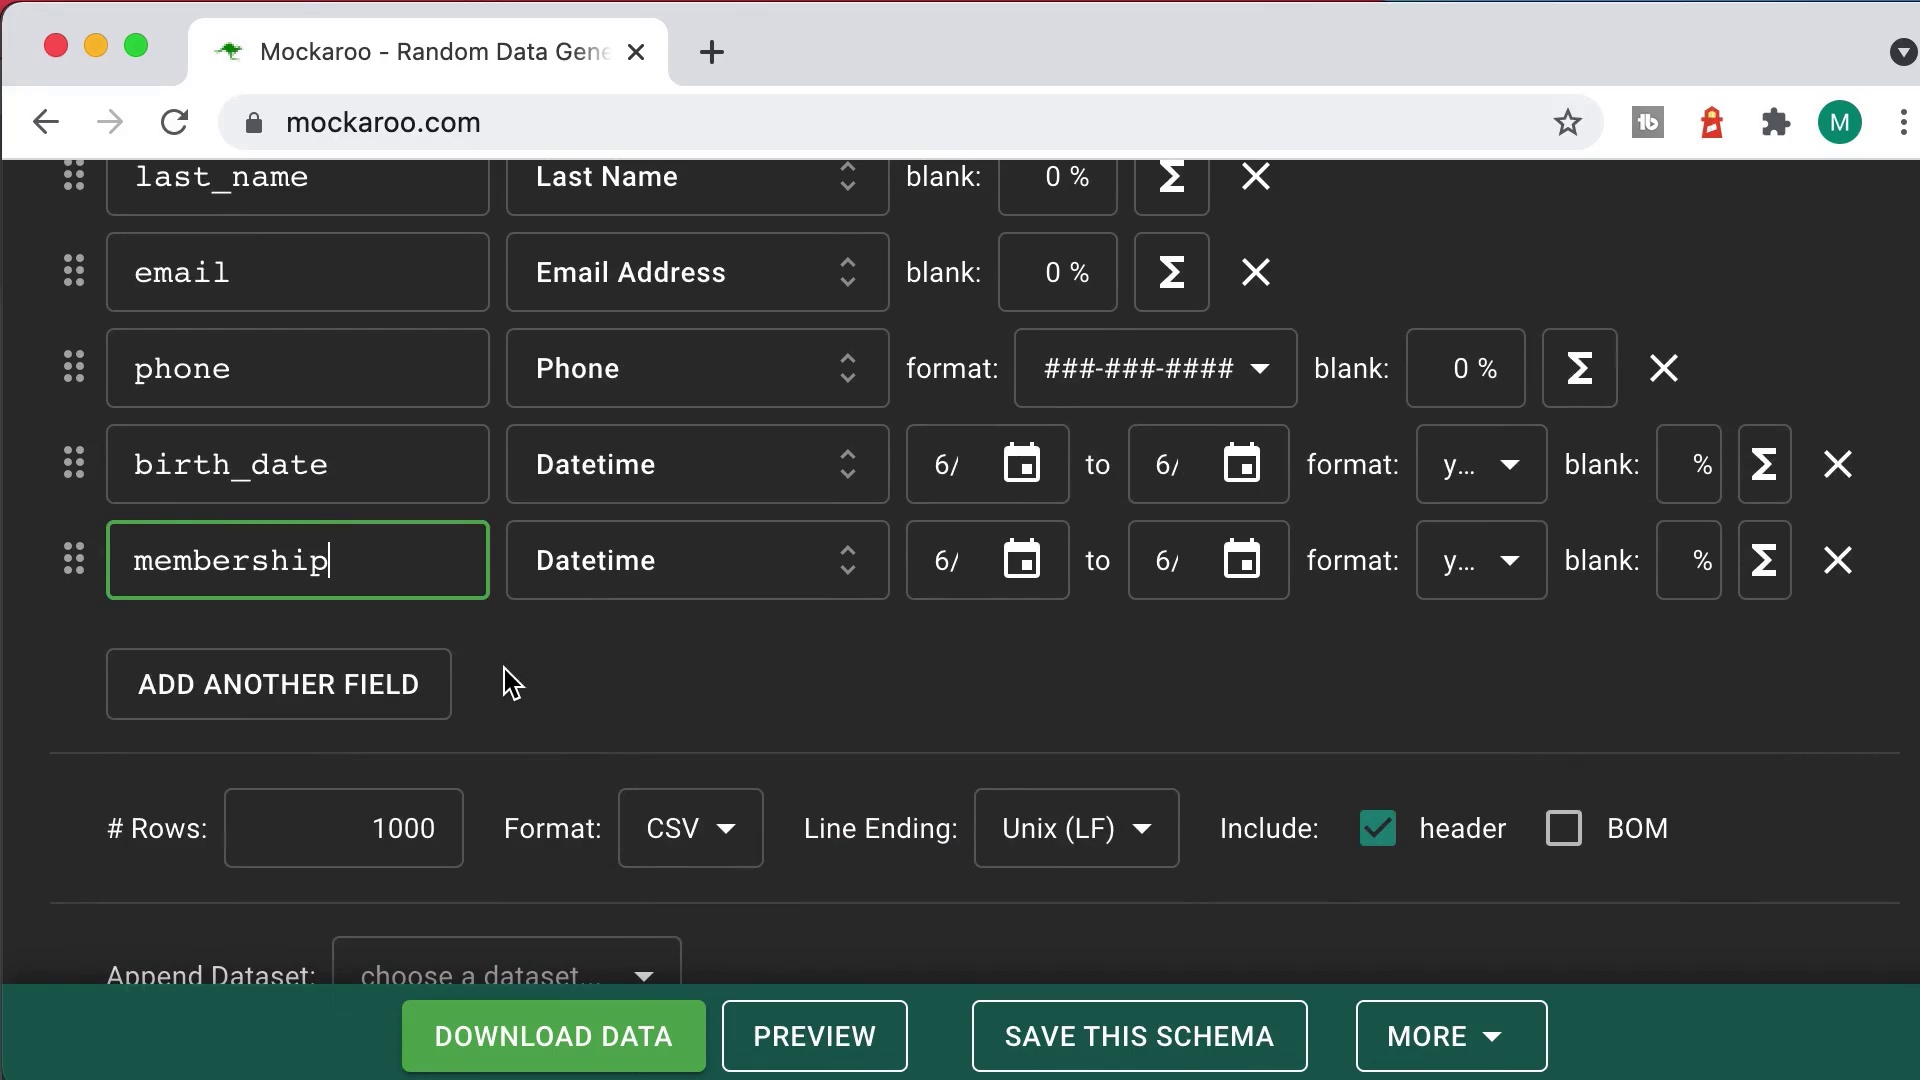 Mockaroo - Random Data Gene
mockaroo.com
M
last_name Last Name blank: 0 % Σ
email Email Address blank: 0 % Σ
phone Phone format: ###-###-#### blank: 0 % Σ
birth_date Datetime 6/ to 6/ format: y... blank: % Σ
membership Datetime 6/ to 6/ format: y... blank: % Σ
ADD ANOTHER FIELD
# Rows: 1000 Format: CSV Line Ending: Unix (LF) Include: header BOM
Append Dataset: choose a dataset...
DOWNLOAD DATA PREVIEW SAVE THIS SCHEMA MORE